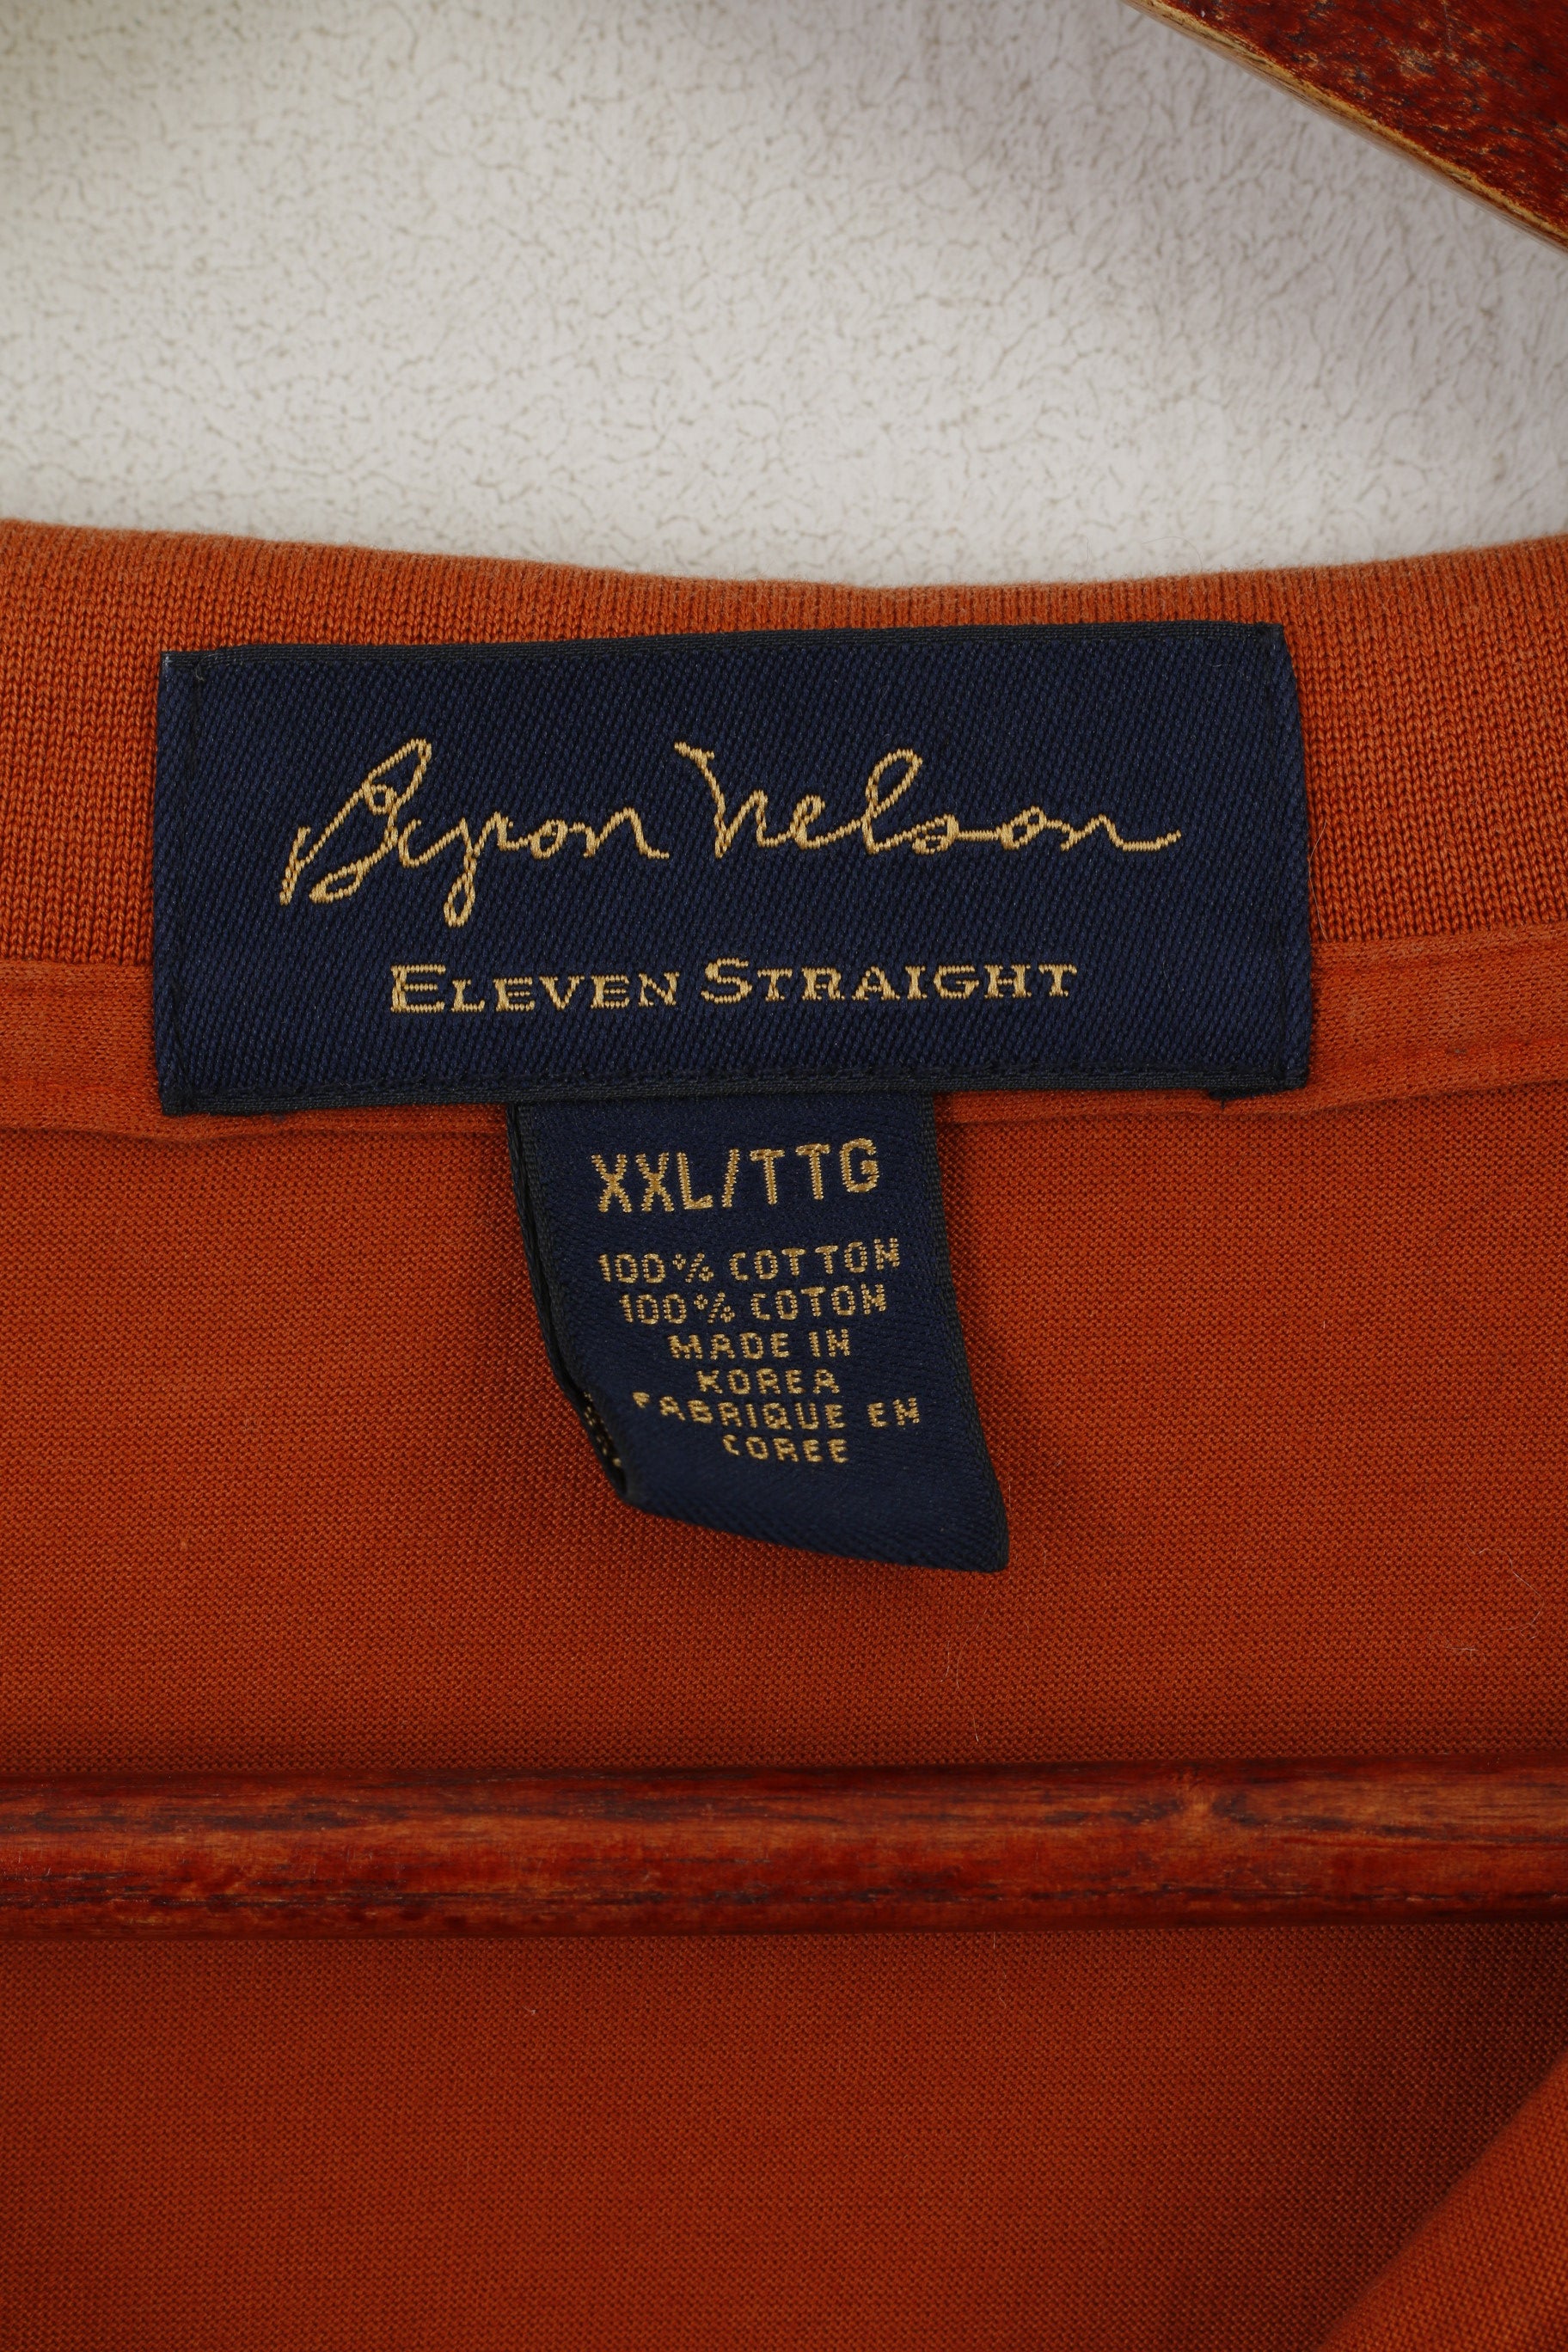 Byron Nelson
ELEVEN STRAIGHT
XXL/TTG
100% COTTON
100% COTON
MADE IN
KOREA
FABRIQUE EN
COREE